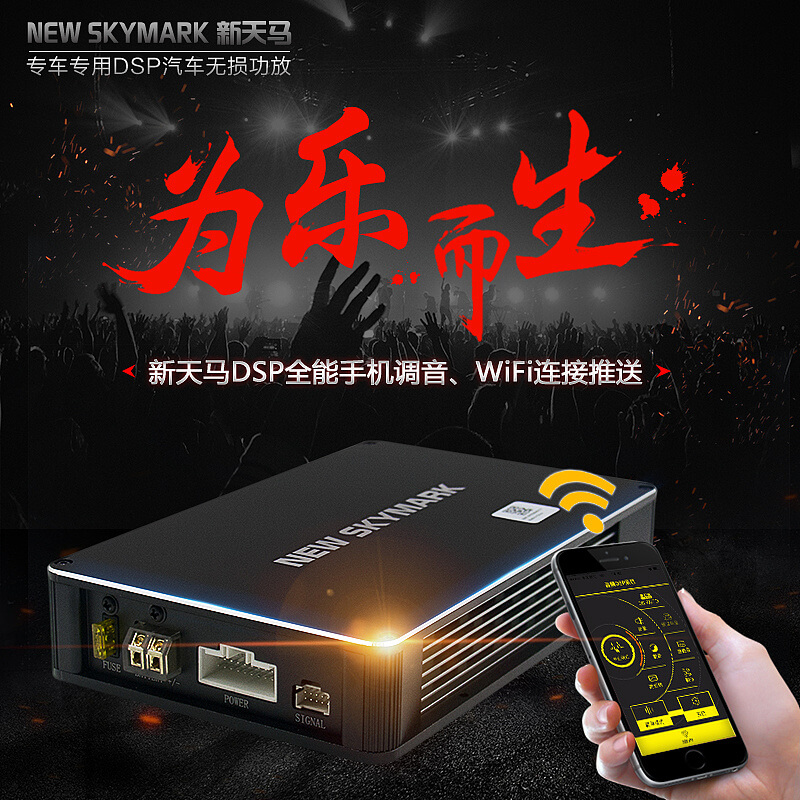 NEW SKYMARK 新天马
专车专用DSP汽车无损功放
为乐而生
新天马DSP全能手机调音、WiFi连接推送
NEW SKYMARK
FUSE
POWER
SIGNAL